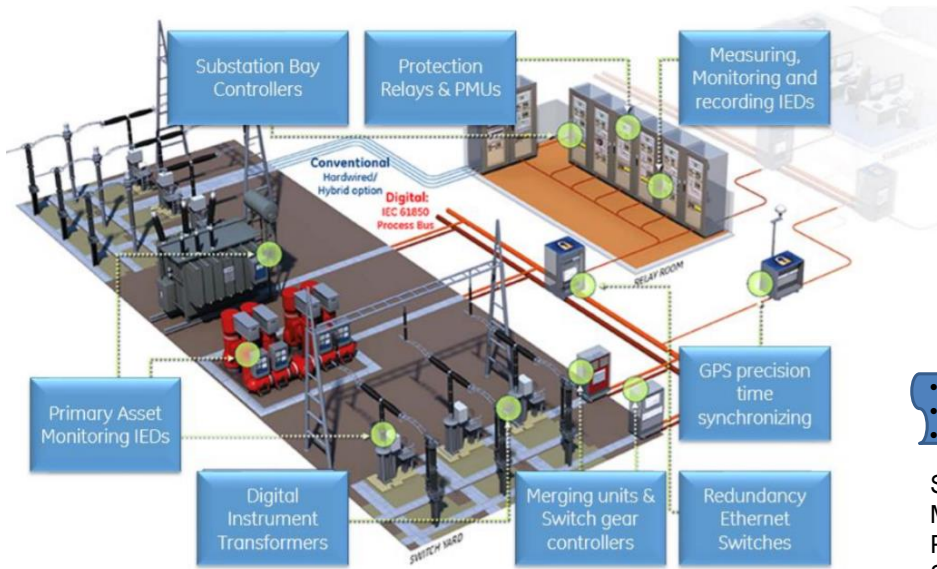 Substation Bay
Controllers
Protection
Relays & PMUs
Measuring,
Monitoring and
recording IEDs
Conventional
Hardwired/
Hybrid option
Digital:
IEC 61850
Process Bus
RELAY ROOM
Primary Asset
Monitoring IEDs
GPS precision
time
synchronizing
Digital
Instrument
Transformers
Merging units &
Switch gear
controllers
Redundancy
Ethernet
Switches
SWITCH YARD
S
M